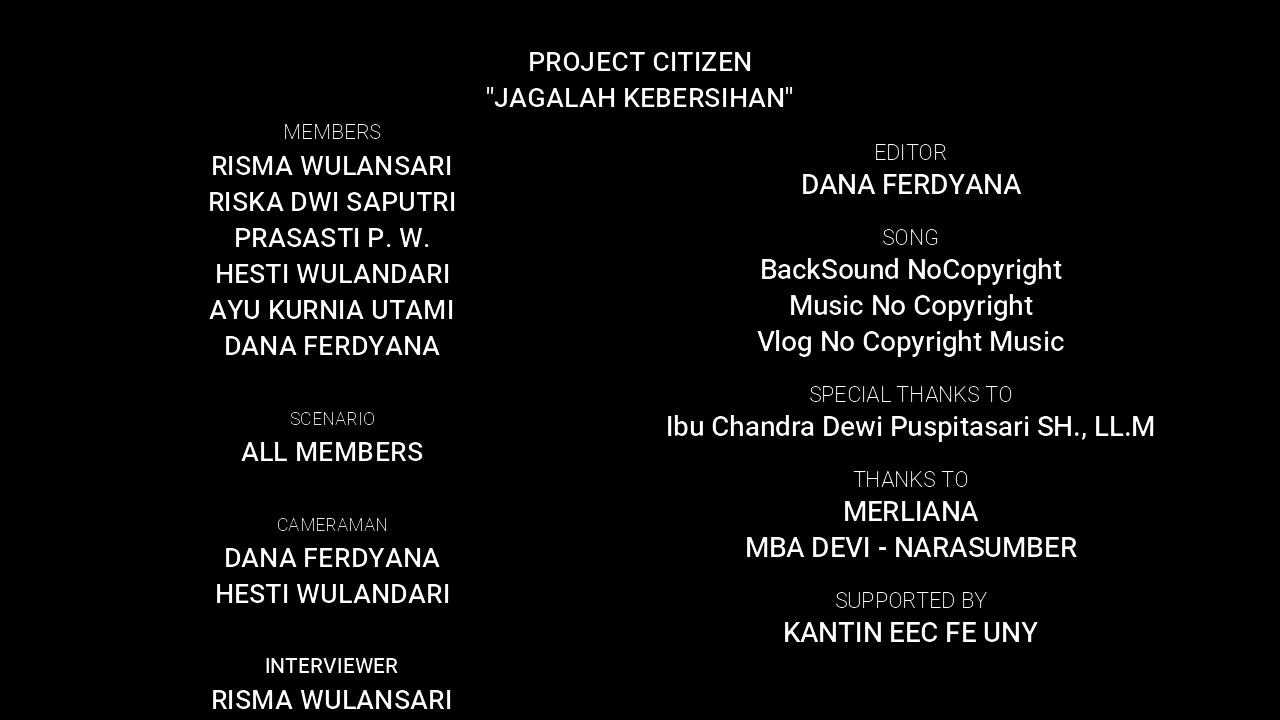 PROJECT CITIZEN
"JAGALAH KEBERSIHAN"
MEMBERS
RISMA WULANSARI
RISKA DWI SAPUTRI
PRASASTI P. W.
HESTI WULANDARI
AYU KURNIA UTAMI
DANA FERDYANA
SCENARIO
ALL MEMBERS
CAMERAMAN
DANA FERDYANA
HESTI WULANDARI
INTERVIEWER
RISMA WULANSARI
EDITOR
DANA FERDYANA
SONG
BackSound NoCopyright
Music No Copyright
Vlog No Copyright Music
SPECIAL THANKS TO
Ibu Chandra Dewi Puspitasari SH., LL.M
THANKS TO
MERLIANA
MBA DEVI - NARASUMBER
SUPPORTED BY
KANTIN EEC FE UNY